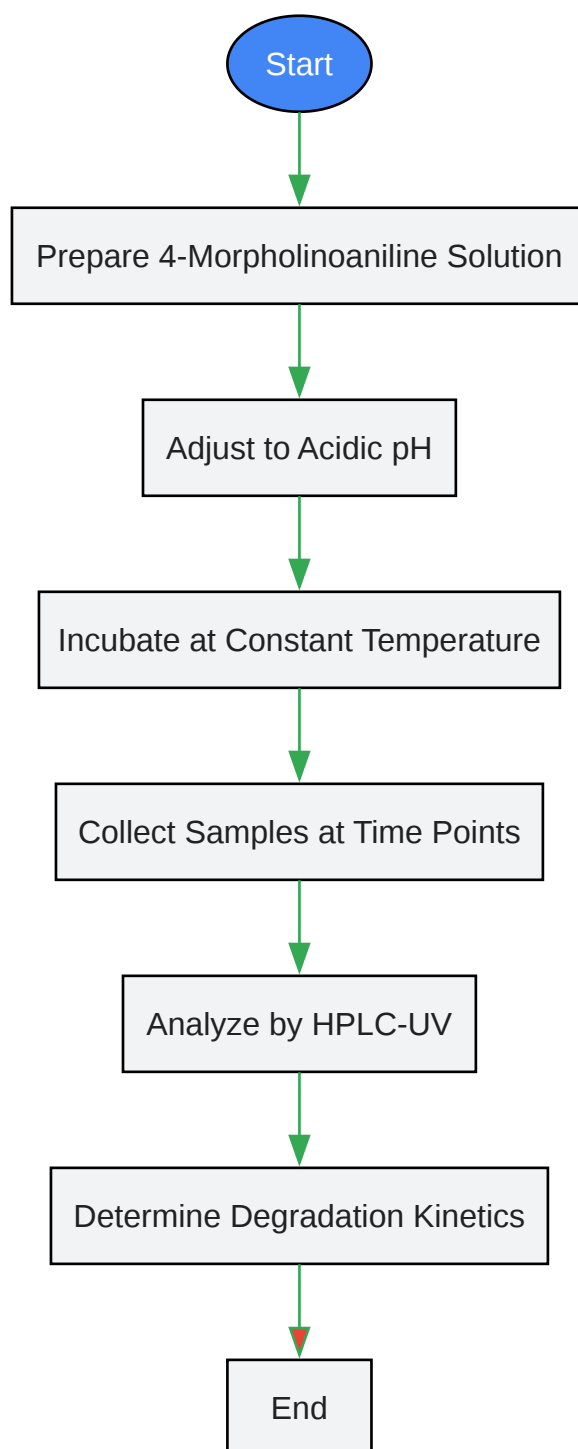 Start
Prepare 4-Morpholinoaniline Solution
Adjust to Acidic pH
Incubate at Constant Temperature
Collect Samples at Time Points
Analyze by HPLC-UV
Determine Degradation Kinetics
End